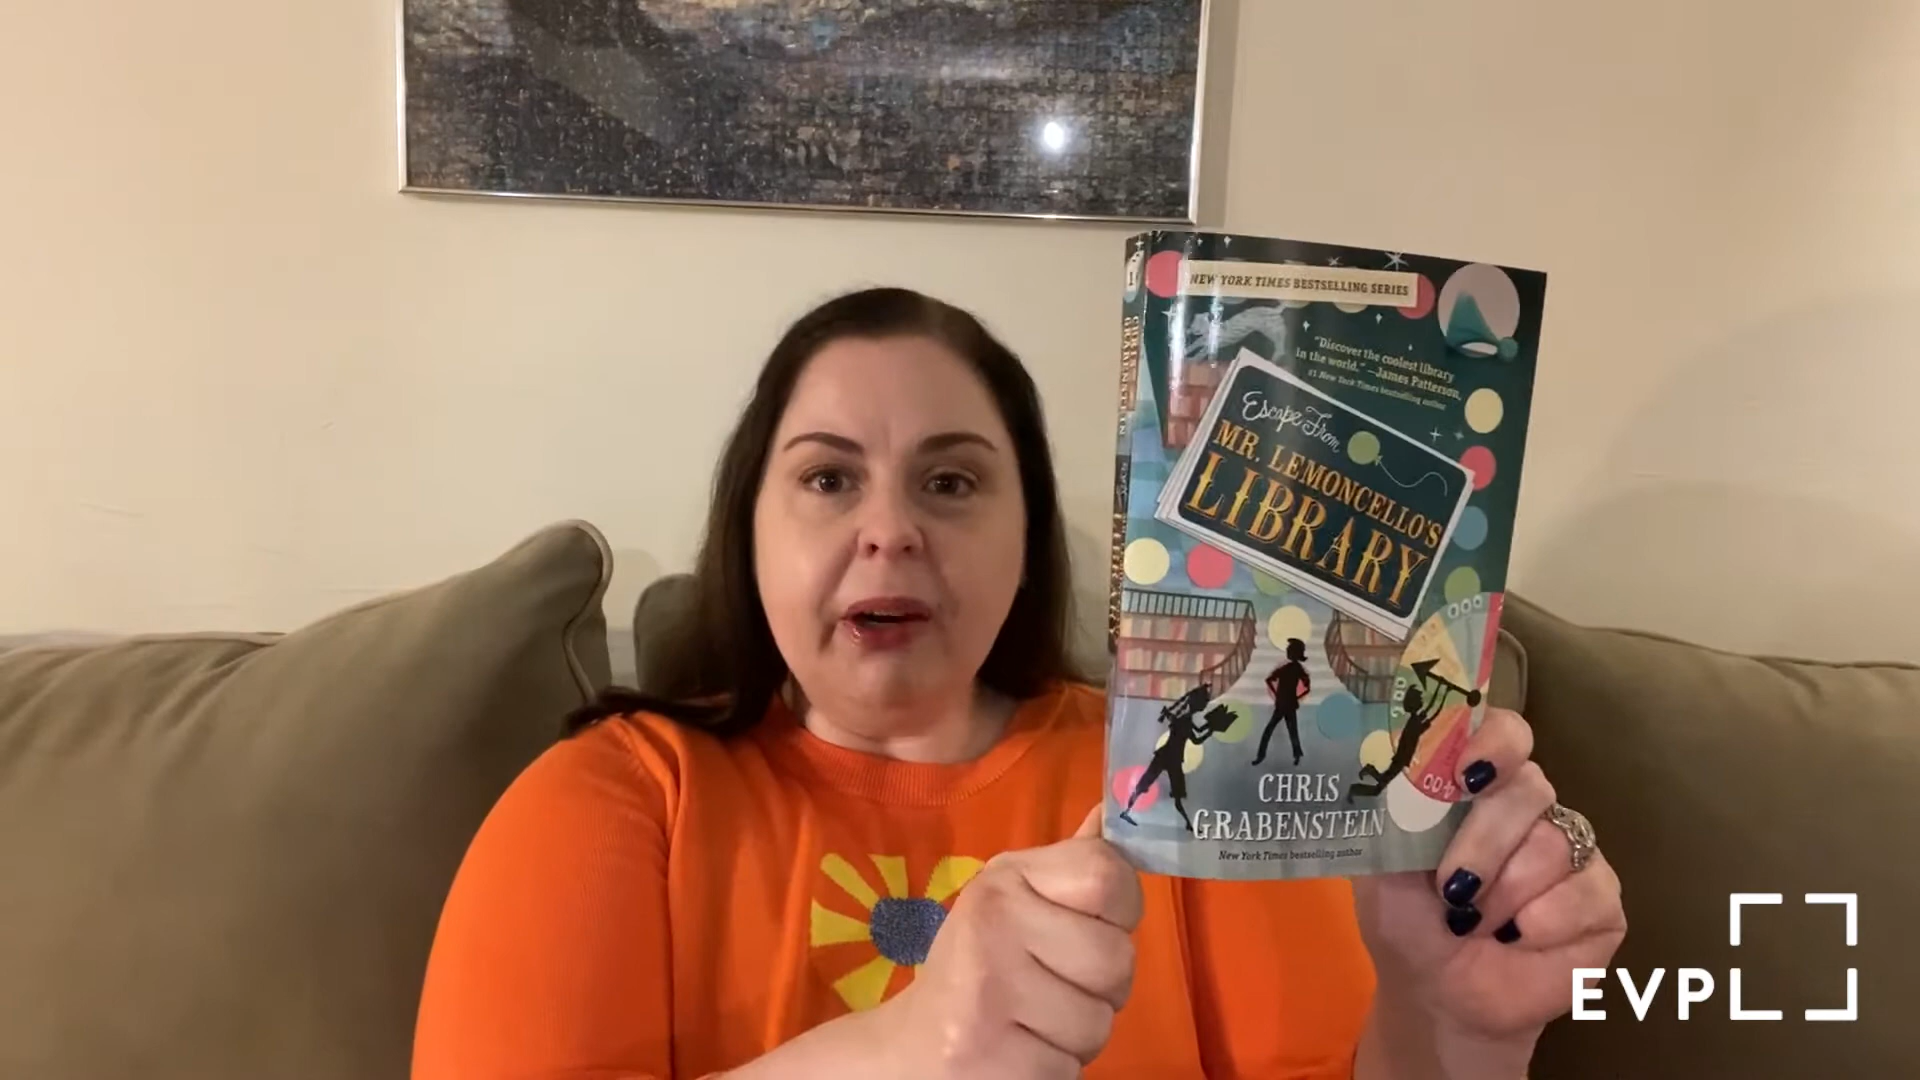 NEW YORK TIMES BESTSELLING SERIES
"Discover the coolest library
in the world." —James Patterson,
#1 New York Times bestselling author
Escape From
MR. LEMONCELLO'S
LIBRARY
CHRIS
GRABENSTEIN
New York Times bestselling author
1
CHRIS
GRABENSTEIN
EVPL